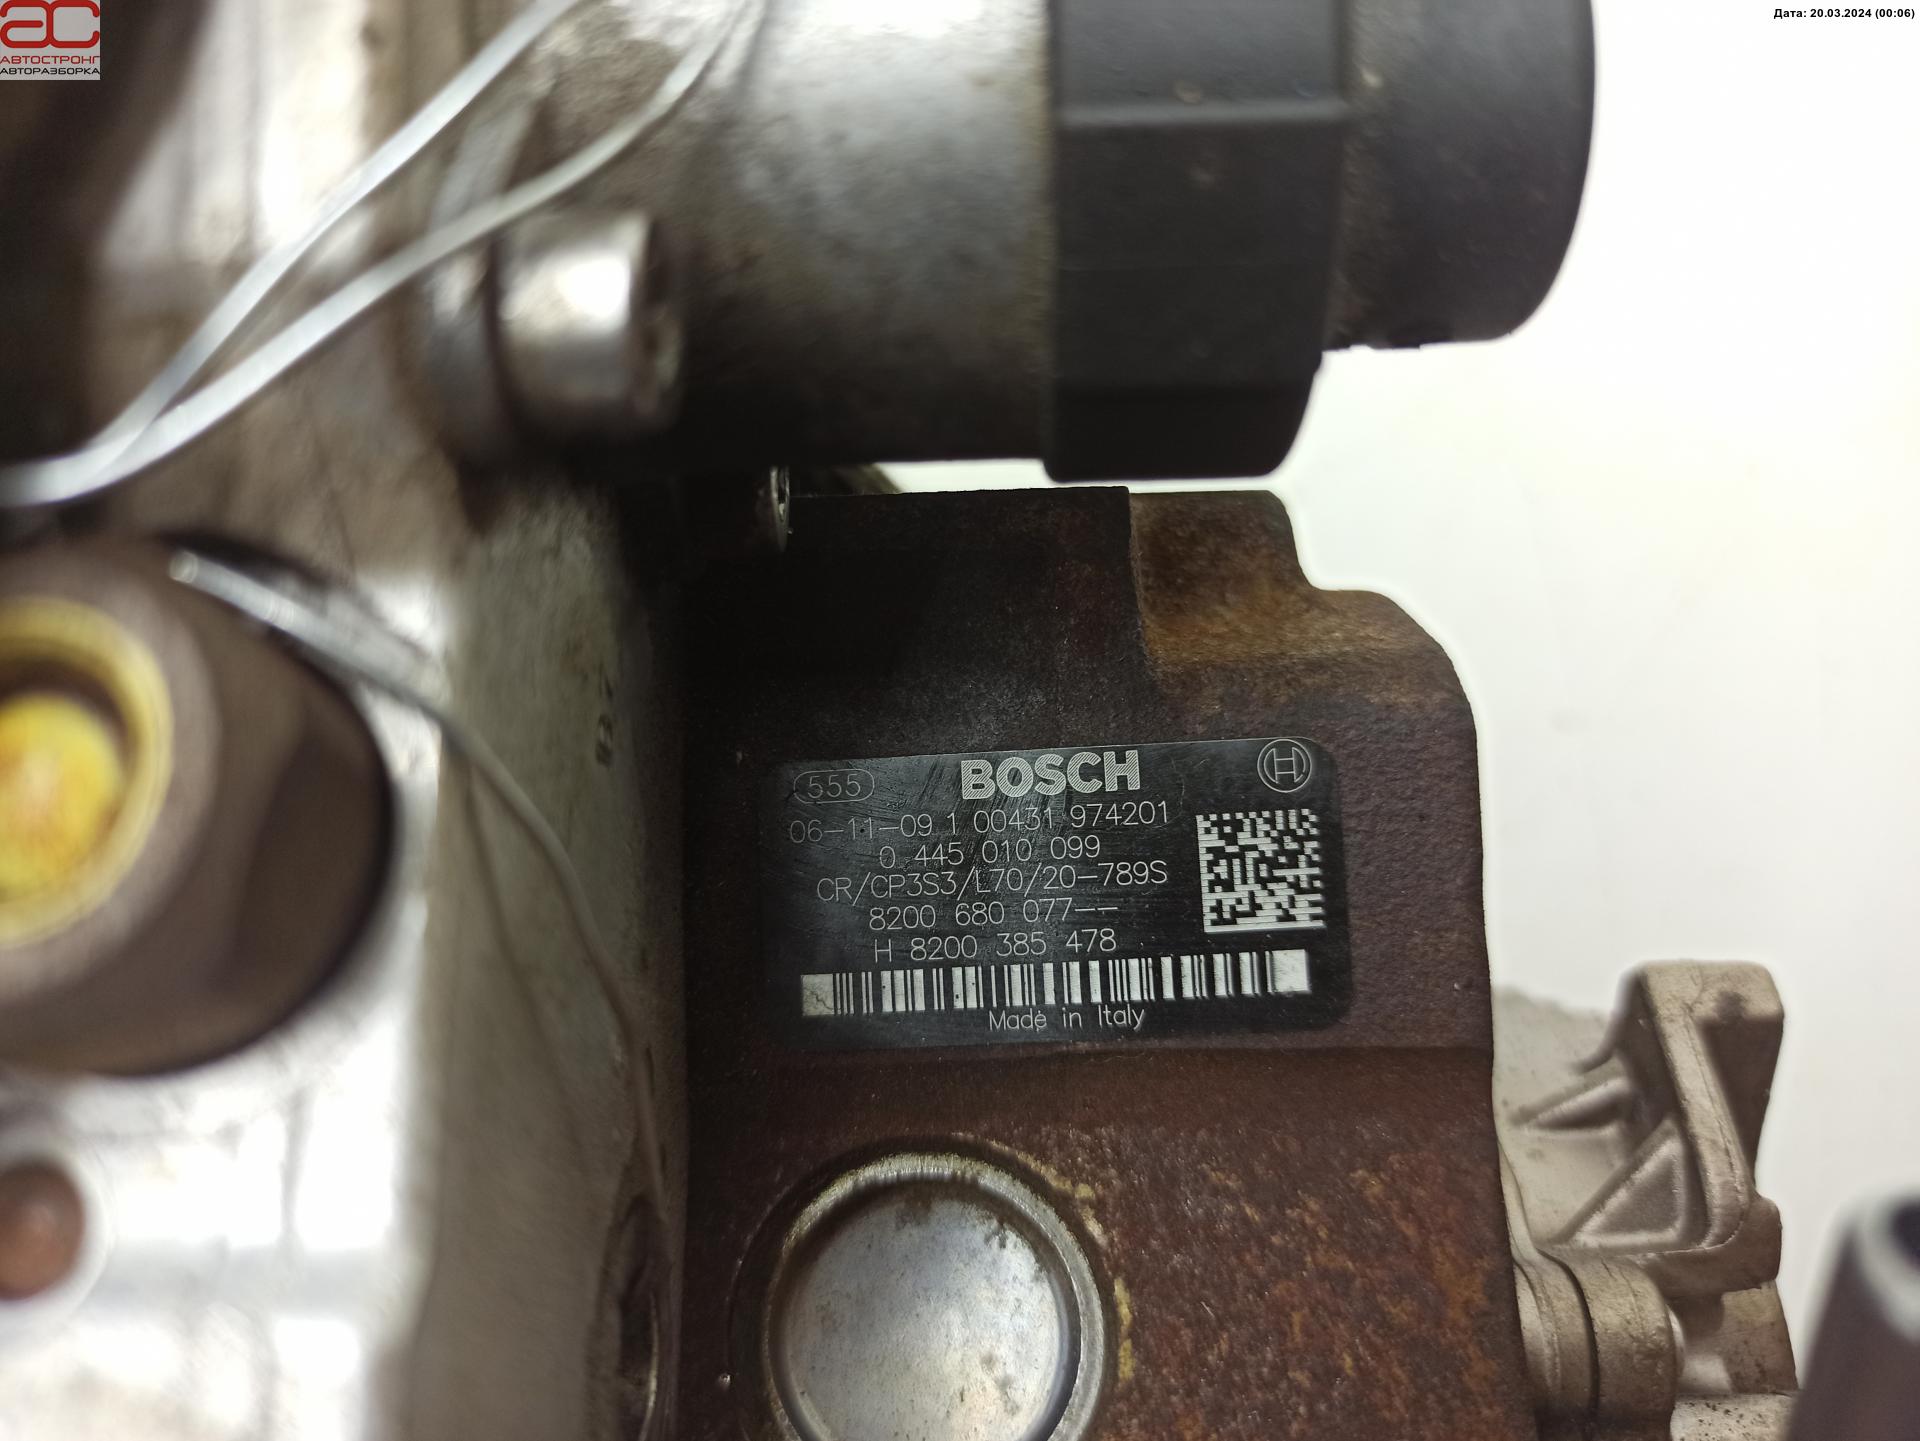 ac
АВТОСТРОНГ
АВТОРАЗБОРКА
Дата: 20.03.2024 (00:06)
555
BOSCH
06-11-09 1 00431 974201
0 445 010 099
CR/CP3S3/L70/20-789S
8200 680 077--
H 8200 385 478
Made in Italy